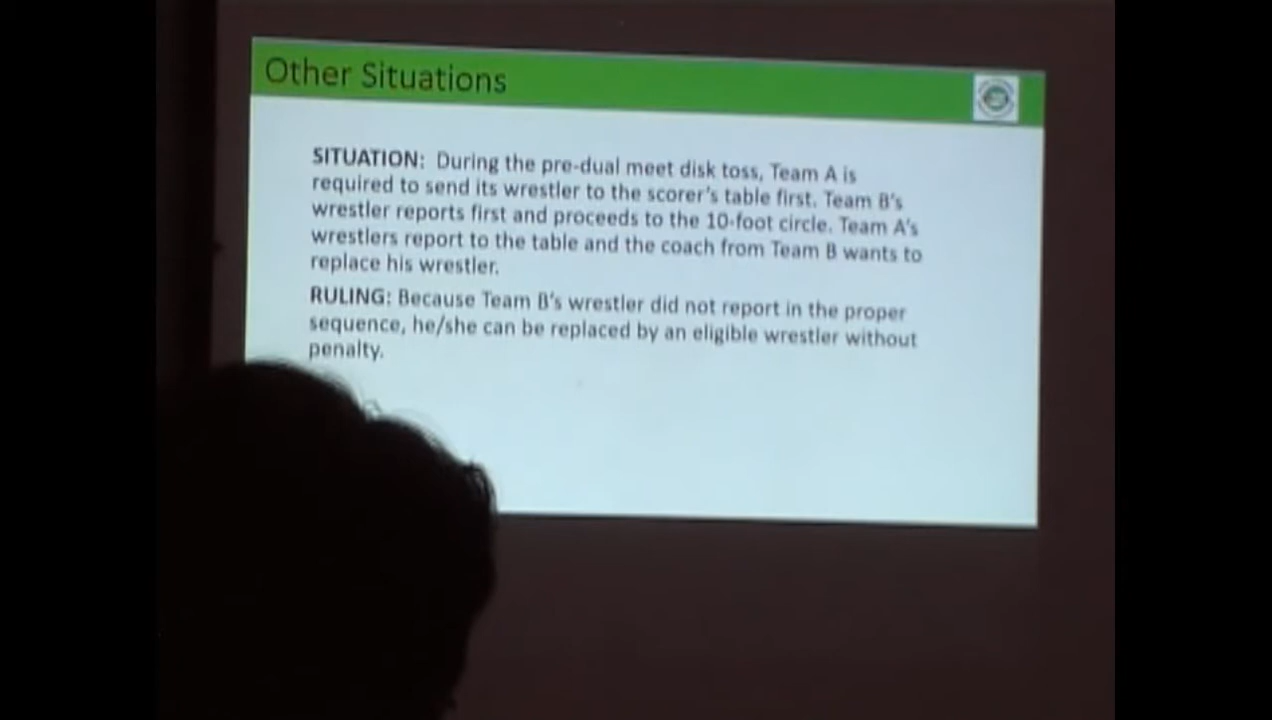 Other Situations
SITUATION: During the pre-dual meet disk toss, Team A is
required to send its wrestler to the scorer's table first. Team B's
wrestler reports first and proceeds to the 10-foot circle. Team A's
wrestlers report to the table and the coach from Team B wants to
replace his wrestler.
RULING: Because Team B's wrestler did not report in the proper
sequence, he/she can be replaced by an eligible wrestler without
penalty.